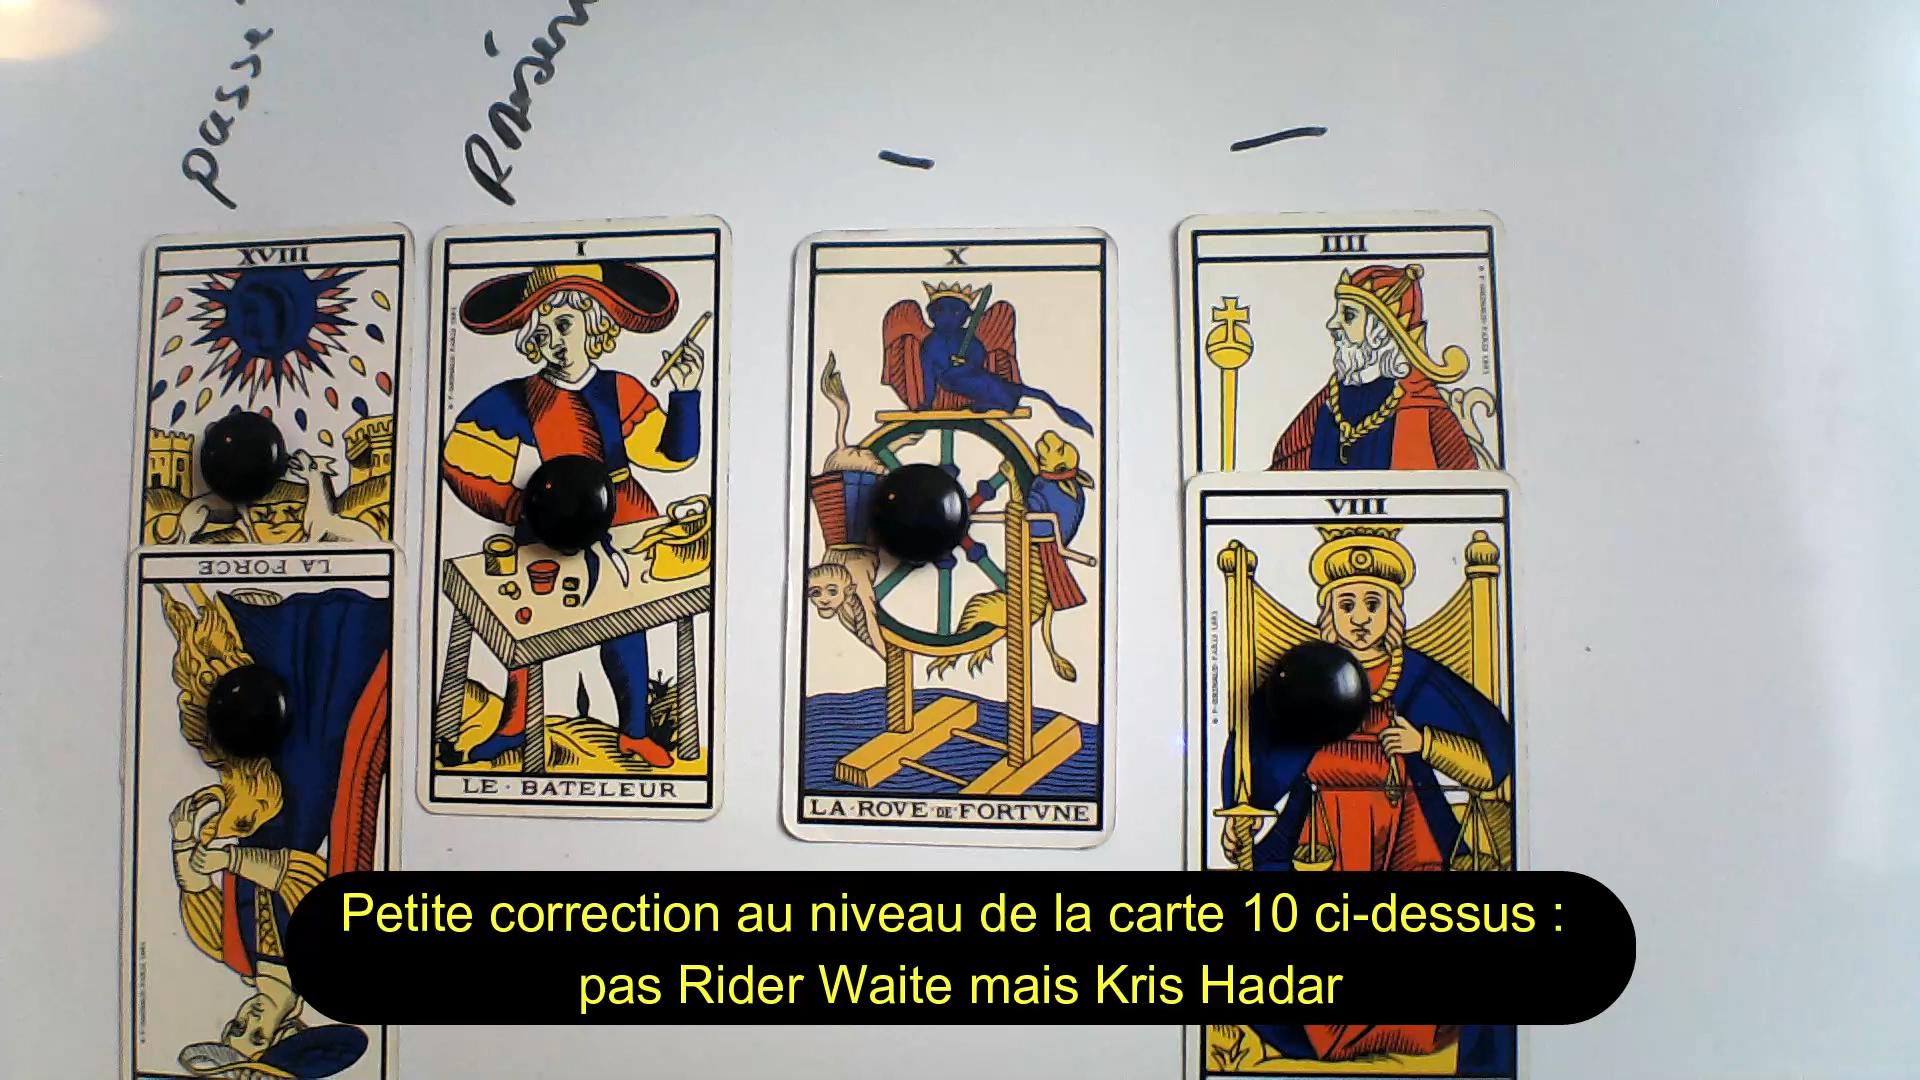 passé
Présen
XVIII
I
X
IIII
VIII
LA FORCE
LE · BATELEUR
LA · ROVE · DE · FORTVNE
Petite correction au niveau de la carte 10 ci-dessus :
pas Rider Waite mais Kris Hadar